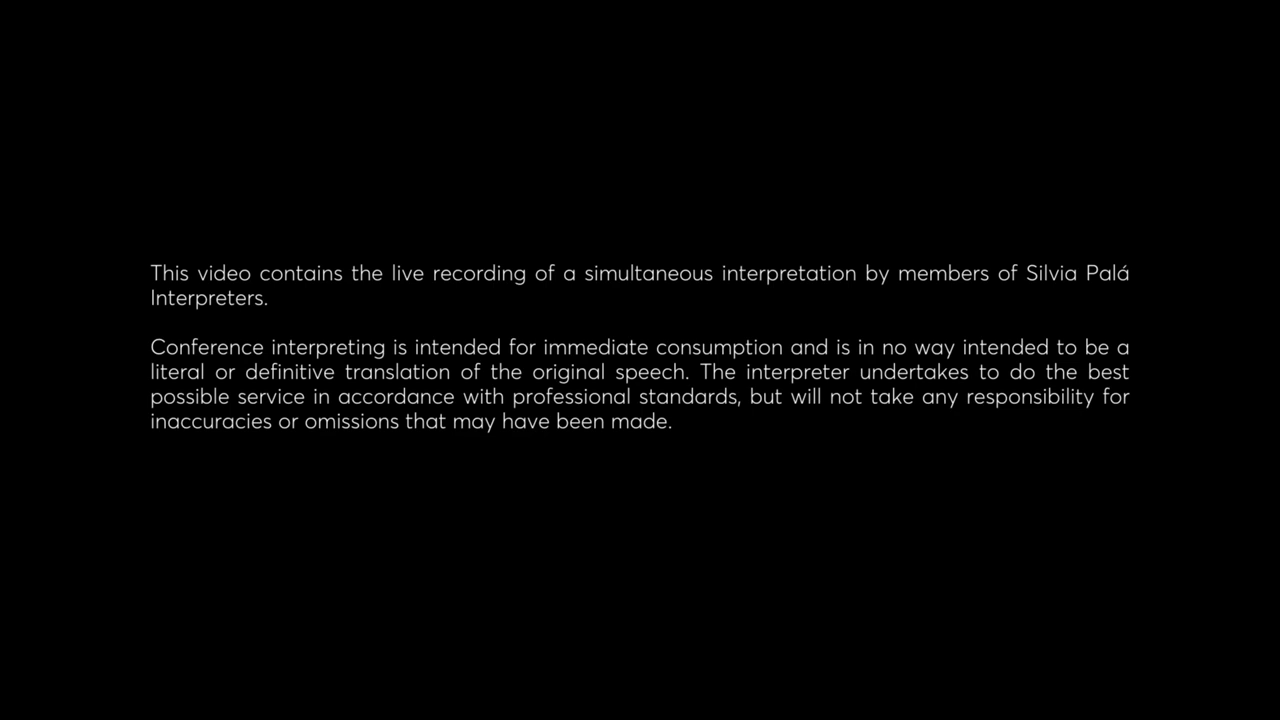 This video contains the live recording of a simultaneous interpretation by members of Silvia Palá
Interpreters.
Conference interpreting is intended for immediate consumption and is in no way intended to be a
literal or definitive translation of the original speech. The interpreter undertakes to do the best
possible service in accordance with professional standards, but will not take any responsibility for
inaccuracies or omissions that may have been made.